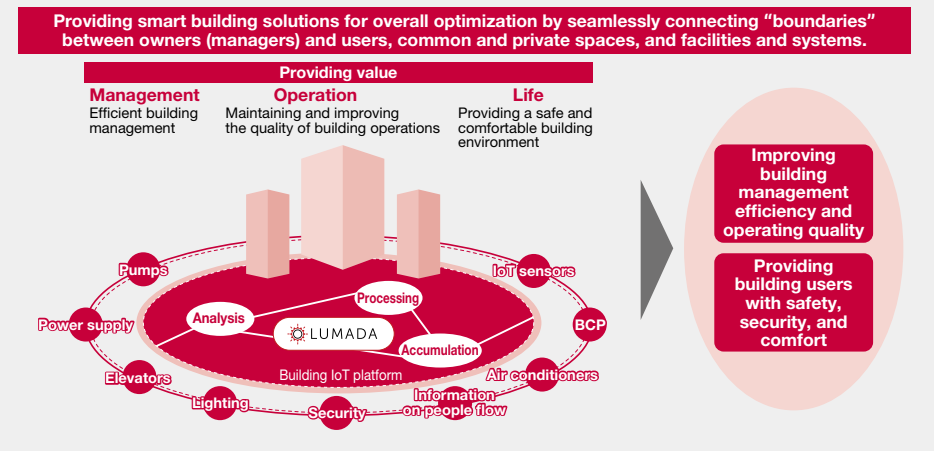 Providing smart building solutions for overall optimization by seamlessly connecting “boundaries”
between owners (managers) and users, common and private spaces, and facilities and systems.
Providing value
Management
Efficient building
management
Operation
Maintaining and improving
the quality of building operations
Life
Providing a safe and
comfortable building
environment
Pumps
IoT sensors
Power supply
BCP
Elevators
Air conditioners
Lighting
Information
on people flow
Security
Processing
Analysis
LUMADA
Accumulation
Building IoT platform
Improving
building
management
efficiency and
operating quality
Providing
building users
with safety,
security, and
comfort